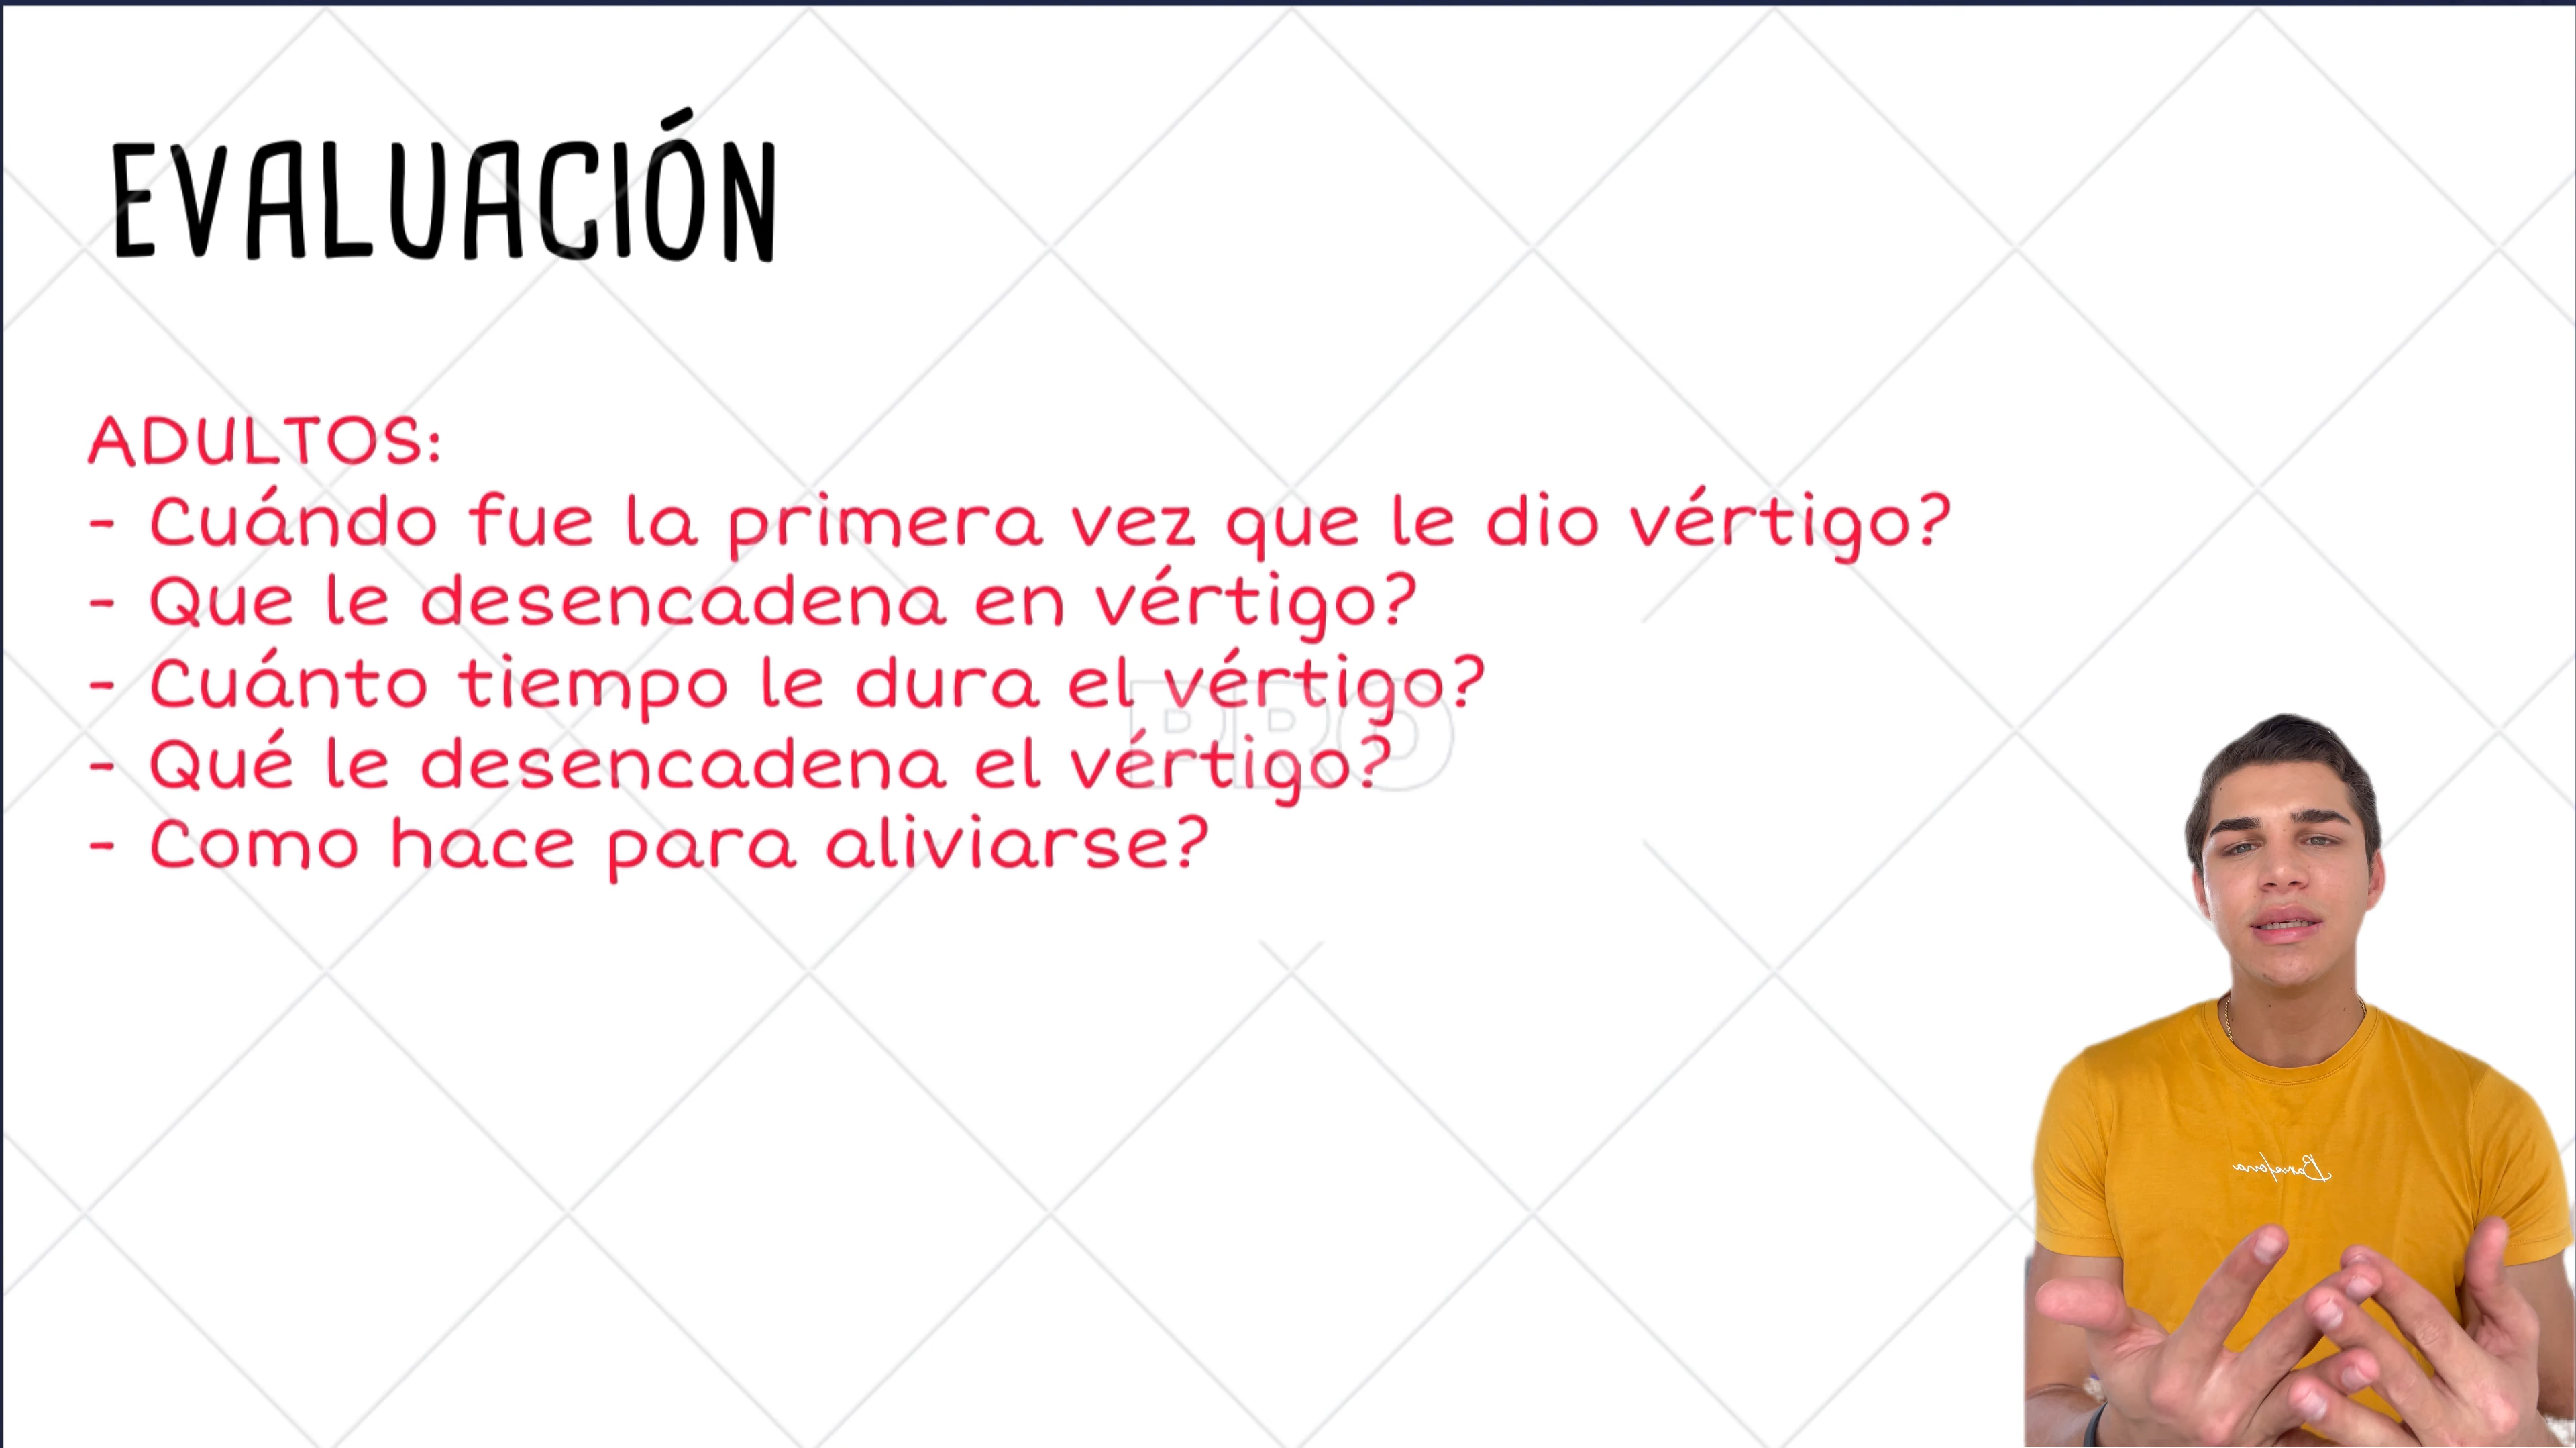 EVALUACIÓN
ADULTOS:
- Cuándo fue la primera vez que le dio vértigo?
- Que le desencadena en vértigo?
- Cuánto tiempo le dura el vértigo?
PRO
- Qué le desencadena el vértigo?
- Como hace para aliviarse?